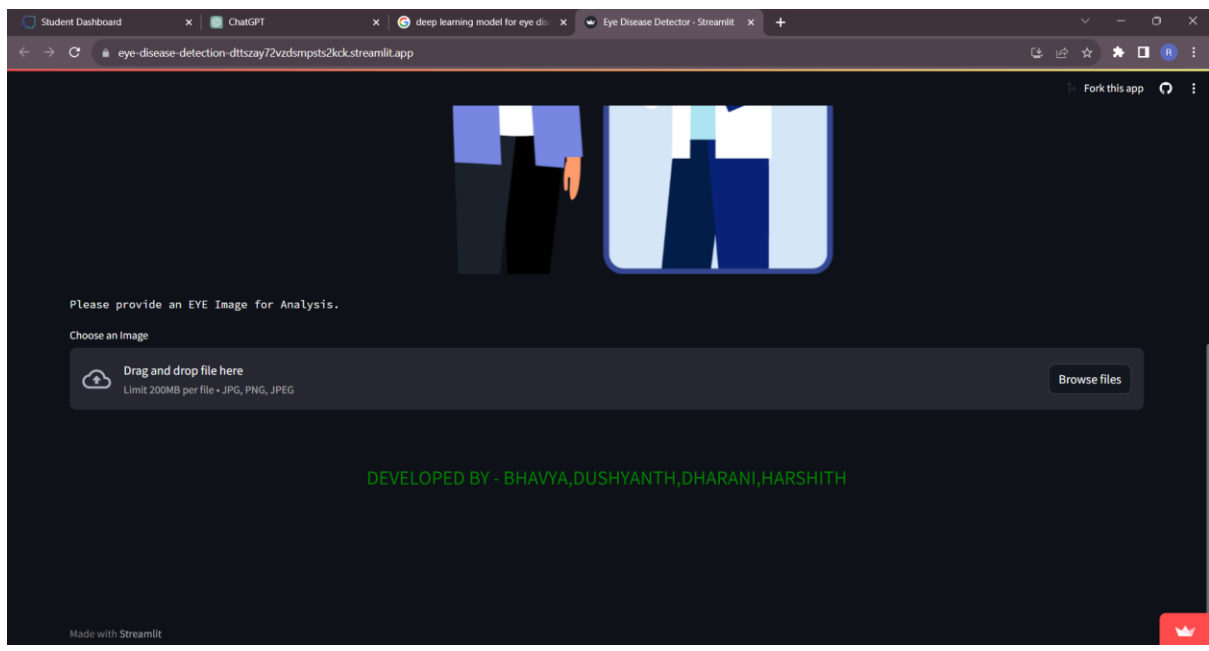 Student Dashboard
ChatGPT
deep learning model for eye dis
Eye Disease Detector · Streamlit
eye-disease-detection-dttszay72vzdsmpsts2kck.streamlit.app
R
Fork this app
Please provide an EYE Image for Analysis.
Choose an Image
Drag and drop file here
Limit 200MB per file • JPG, PNG, JPEG
Browse files
DEVELOPED BY - BHAVYA,DUSHYANTH,DHARANI,HARSHITH
Made with Streamlit